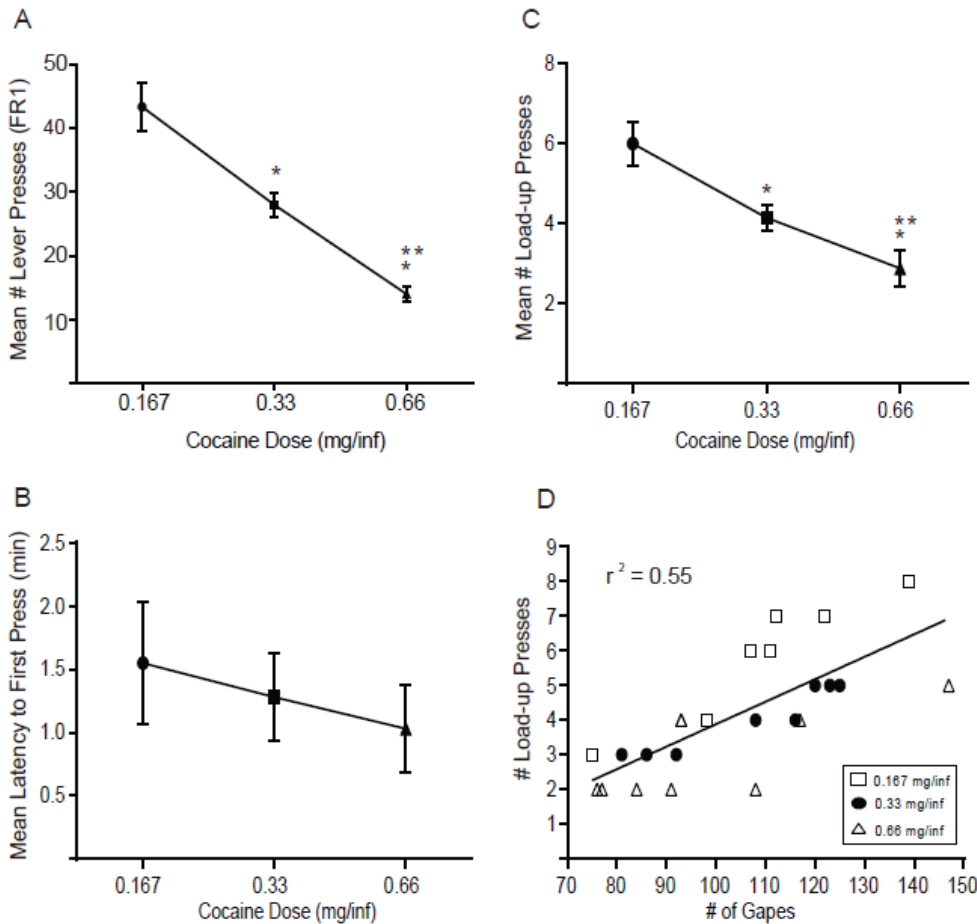 A
Mean # Lever Presses (FR1)
50
40
30
20
10
*
**
*
0.167
0.33
0.66
Cocaine Dose (mg/inf)
C
Mean # Load-up Presses
8
6
4
2
*
**
*
0.167
0.33
0.66
Cocaine Dose (mg/inf)
B
Mean Latency to First Press (min)
2.5
2.0
1.5
1.0
0.5
0.167
0.33
0.66
Cocaine Dose (mg/inf)
D
# Load-up Presses
9
8
7
6
5
4
3
2
1
r² = 0.55
0.167 mg/inf
0.33 mg/inf
0.66 mg/inf
70 80 90 100 110 120 130 140 150
# of Gapes